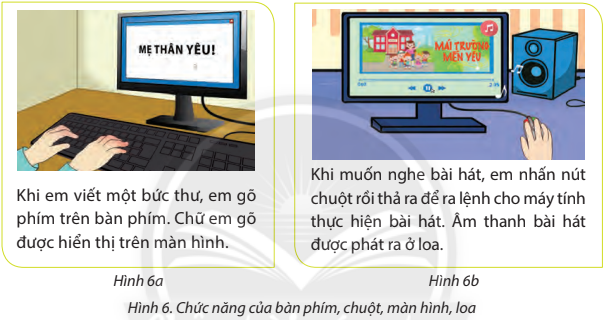 MẸ THÂN YÊU!
Khi em viết một bức thư, em gõ
phím trên bàn phím. Chữ em gõ
được hiển thị trên màn hình.
Hình 6a
MÁI TRƯỜNG
MẾN YÊU
Khi muốn nghe bài hát, em nhấn nút
chuột rồi thả ra để ra lệnh cho máy tính
thực hiện bài hát. Âm thanh bài hát
được phát ra ở loa.
Hình 6b
Hình 6. Chức năng của bàn phím, chuột, màn hình, loa